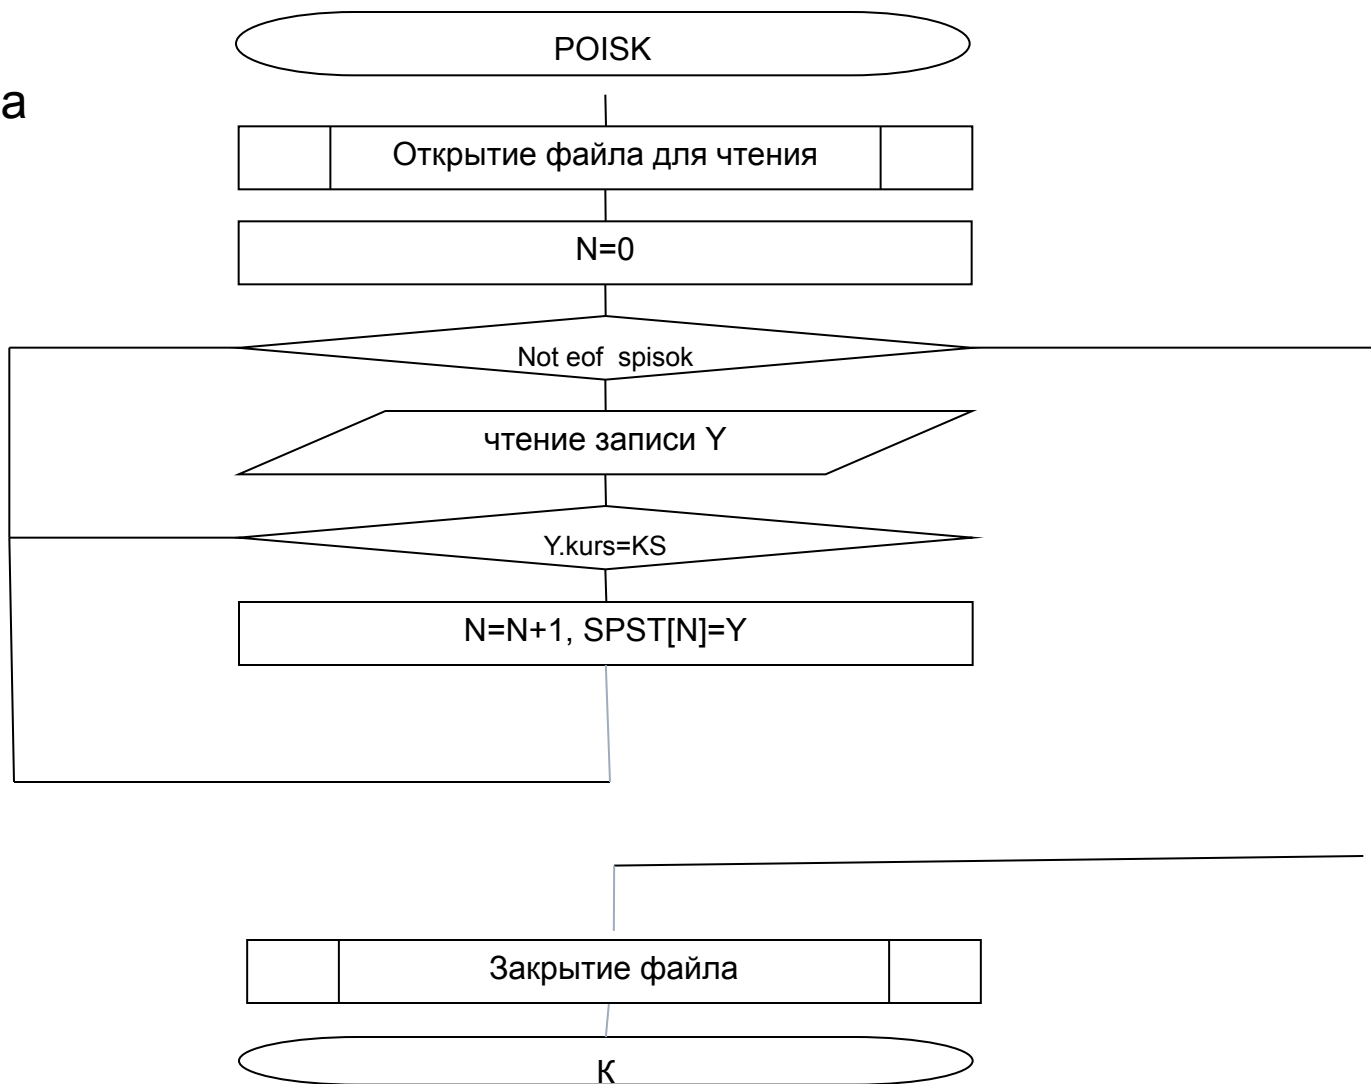 POISK
а
Открытие файла для чтения
N=0
Not eof spisok
чтение записи Y
Y.kurs=KS
N=N+1, SPST[N]=Y
Закрытие файла
К